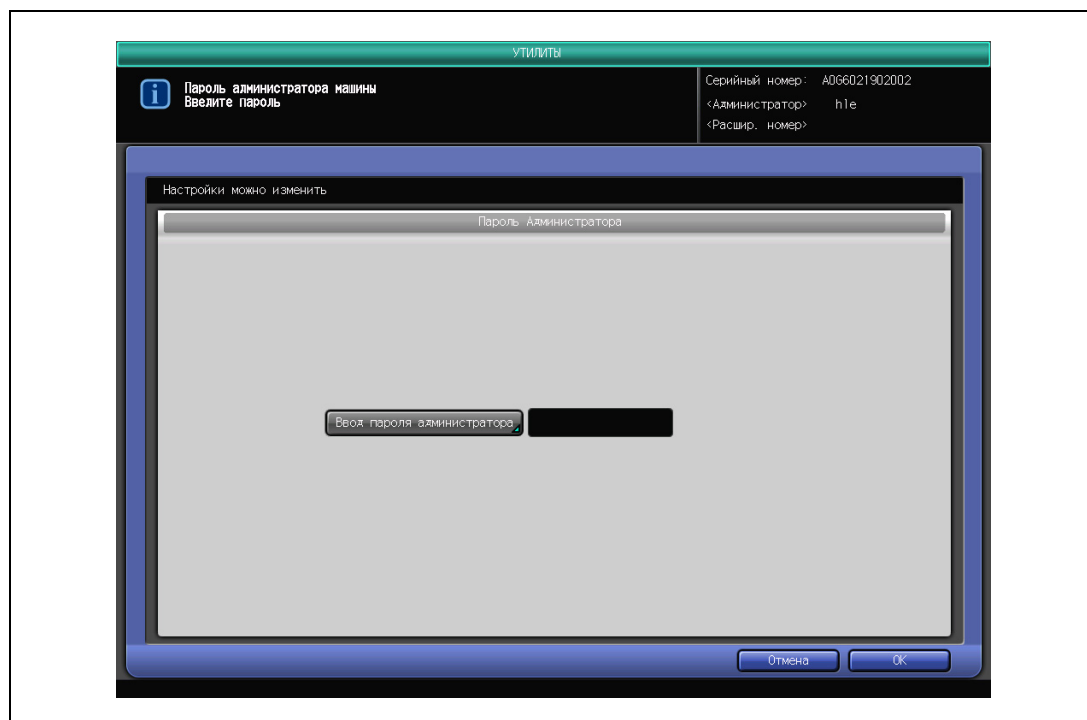 УТИЛИТЫ
Пароль администратора машины
Введите пароль
Серийный номер: A0G6021902002
<Администратор> hle
<Расшир. номер>
Настройки можно изменить
Пароль Администратора
Ввод пароля администратора
Отмена
OK